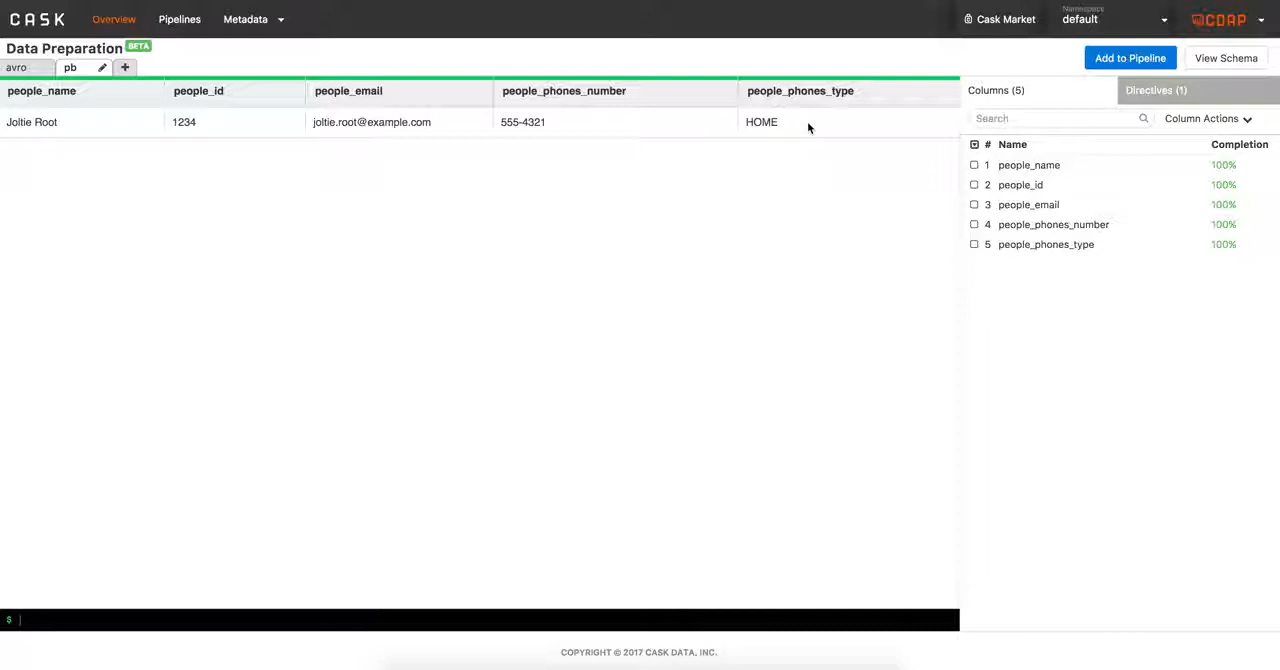 CASK Overview Pipelines Metadata Cask Market Namespace default CDAP
Data Preparation BETA
Add to Pipeline View Schema
avro pb +
people_name people_id people_email people_phones_number people_phones_type
Joltie Root 1234 joltie.root@example.com 555-4321 HOME
Columns (5) Directives (1)
Search Column Actions
# Name Completion
1 people_name 100%
2 people_id 100%
3 people_email 100%
4 people_phones_number 100%
5 people_phones_type 100%
$
COPYRIGHT © 2017 CASK DATA, INC.